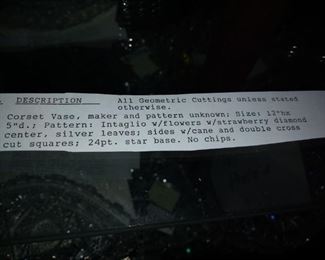 DESCRIPTION All Geometric Cuttings unless stated
otherwise.
Corset Vase, maker and pattern unknown; Size: 12"hx
5"d.; Pattern: Intaglio w/flowers w/strawberry diamond
center, silver leaves; sides w/cane and double cross
cut squares; 24pt. star base. No chips.